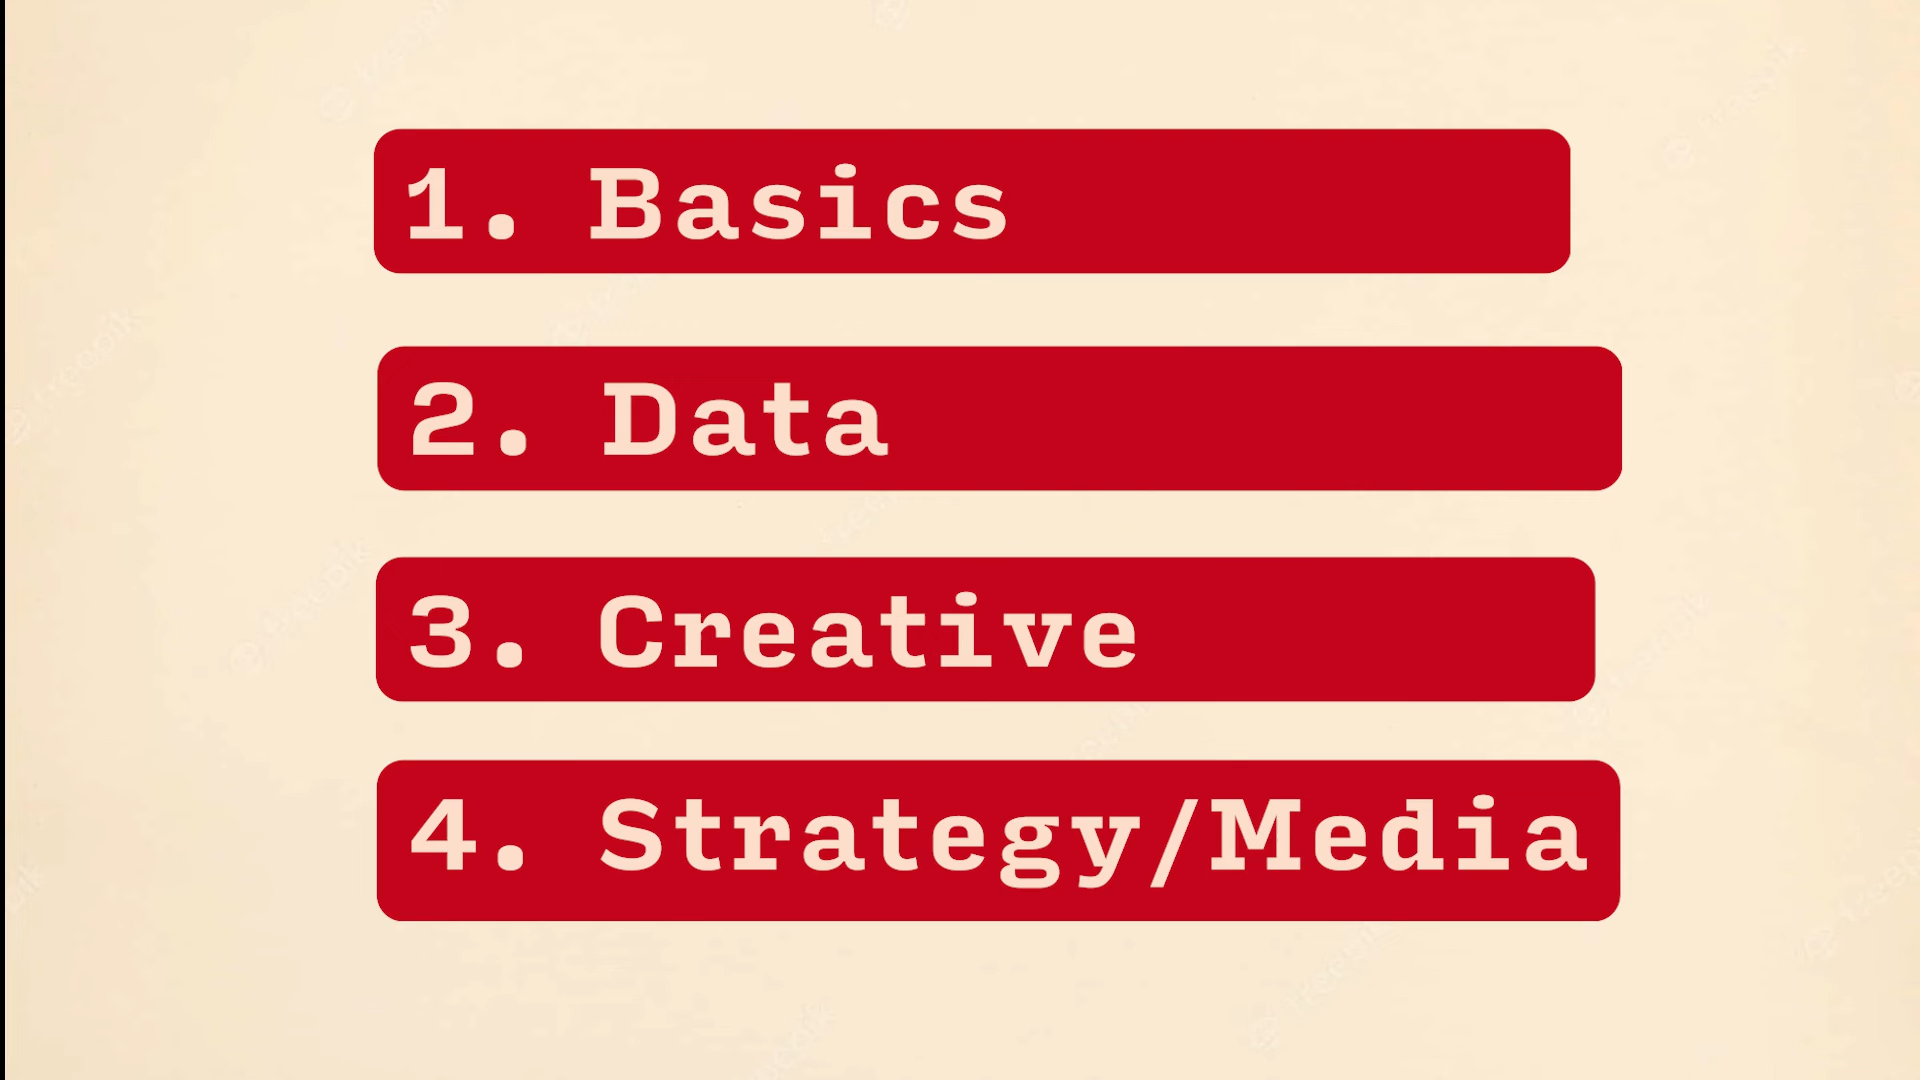 1. Basics
2. Data
3. Creative
4. Strategy/Media